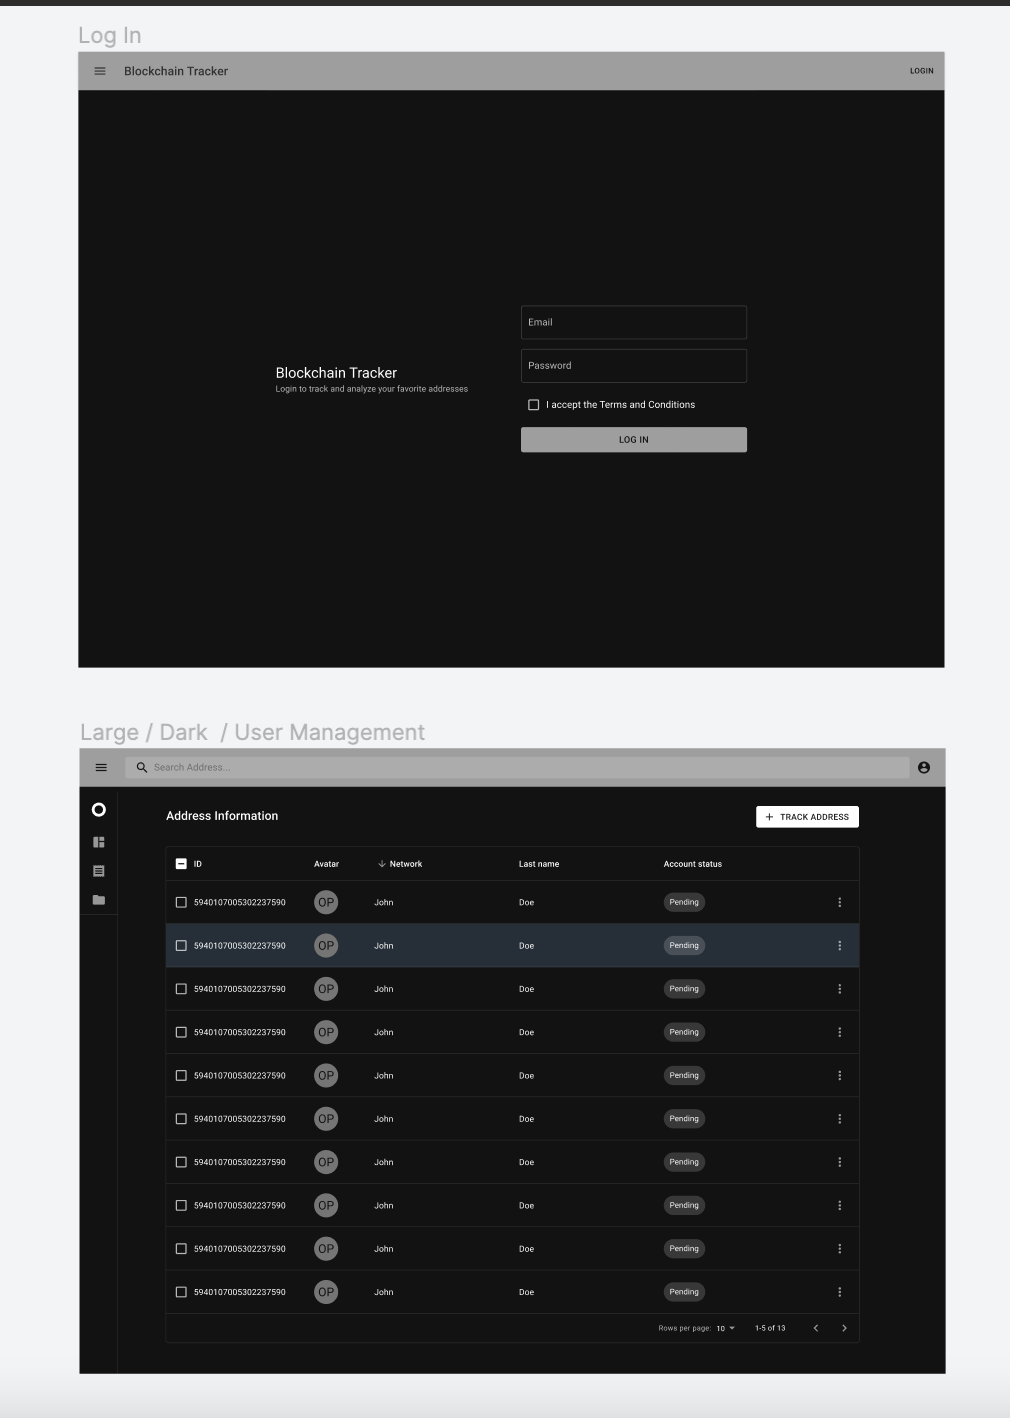 Log In
Blockchain Tracker
LOGIN
Email
Password
Blockchain Tracker
Login to track and analyze your favorite addresses
I accept the Terms and Conditions
LOG IN
Large / Dark / User Management
Search Address...
Address Information
TRACK ADDRESS
ID Avatar Network Last name Account status
5940107005302237590 OP John Doe Pending
5940107005302237590 OP John Doe Pending
5940107005302237590 OP John Doe Pending
5940107005302237590 OP John Doe Pending
5940107005302237590 OP John Doe Pending
5940107005302237590 OP John Doe Pending
5940107005302237590 OP John Doe Pending
5940107005302237590 OP John Doe Pending
5940107005302237590 OP John Doe Pending
5940107005302237590 OP John Doe Pending
Rows per page: 10 1-5 of 13